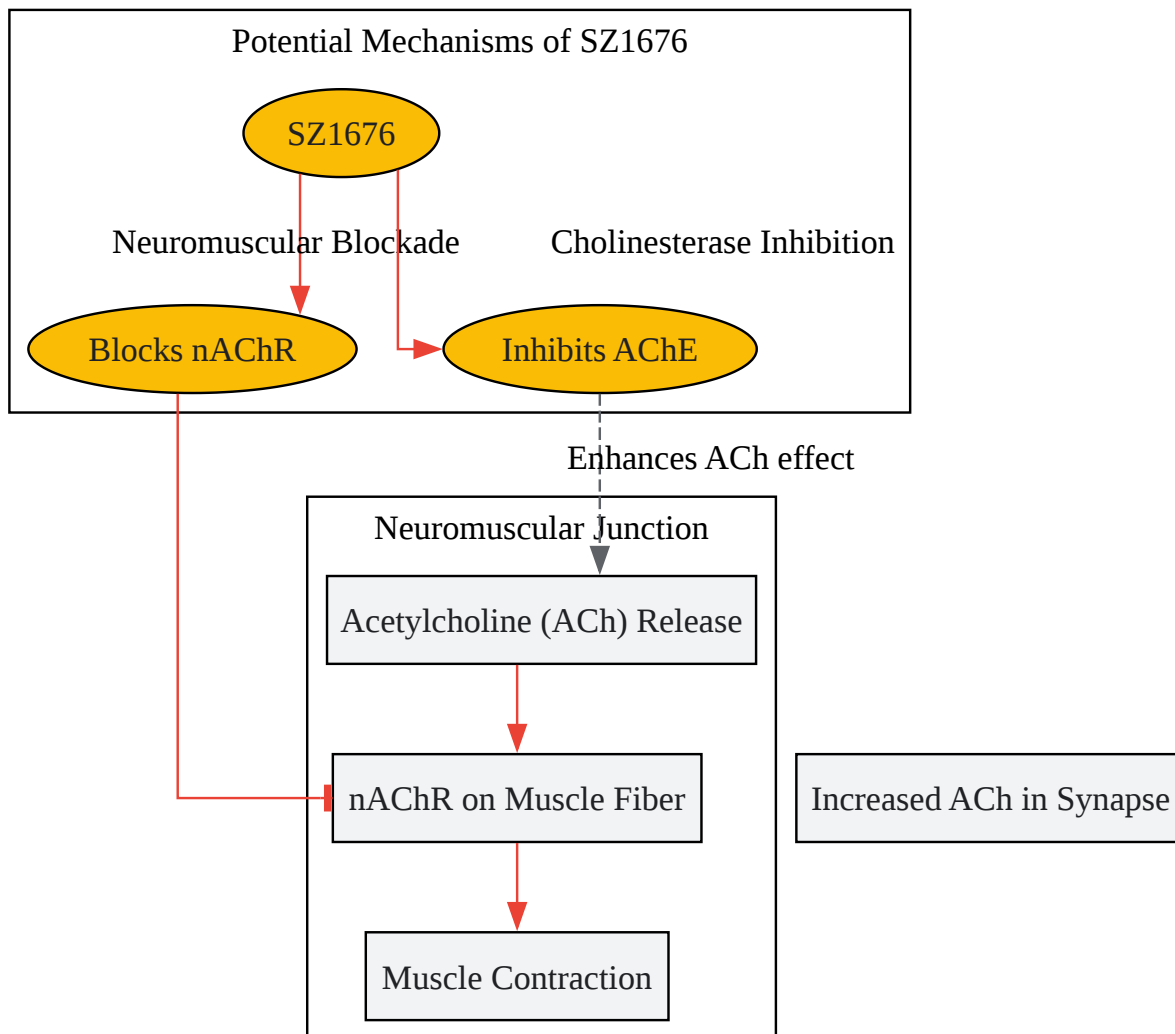 Potential Mechanisms of SZ1676
SZ1676
Neuromuscular Blockade
Cholinesterase Inhibition
Blocks nAChR
Inhibits AChE
Enhances ACh effect
Neuromuscular Junction
Acetylcholine (ACh) Release
nAChR on Muscle Fiber
Increased ACh in Synapse
Muscle Contraction